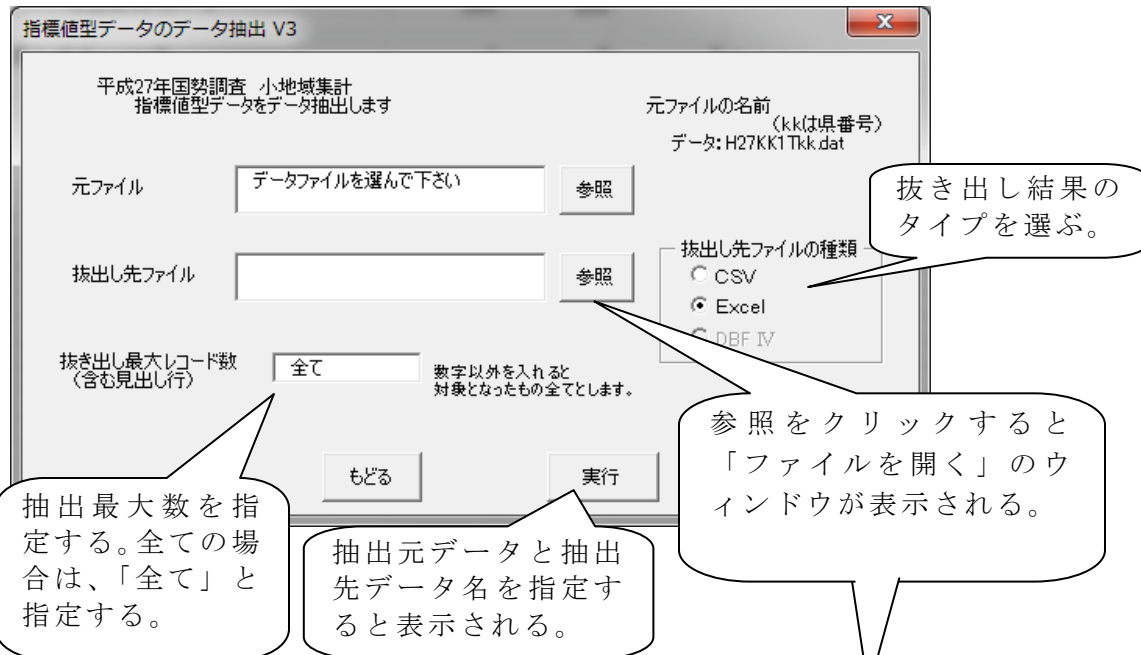 指標値型データのデータ抽出 V3
平成27年国勢調査 小地域集計
指標値型データをデータ抽出します
元ファイルの名前
(kkは県番号)
データ:H27KK1Tkk.dat
元ファイル
データファイルを選んで下さい
参照
抜き出し結果の
タイプを選ぶ。
抜出し先ファイル
参照
抜出し先ファイルの種類
CSV
Excel
DBF Ⅳ
抜き出し最大レコード数
(含む見出し行)
全て
数字以外を入れると
対象となったもの全てとします。
参照をクリックすると
「ファイルを開く」のウ
ィンドウが表示される。
もどる
実行
抽出最大数を指
定する。全ての場
合は、「全て」と
指定する。
抽出元データと抽出
先データ名を指定す
ると表示される。